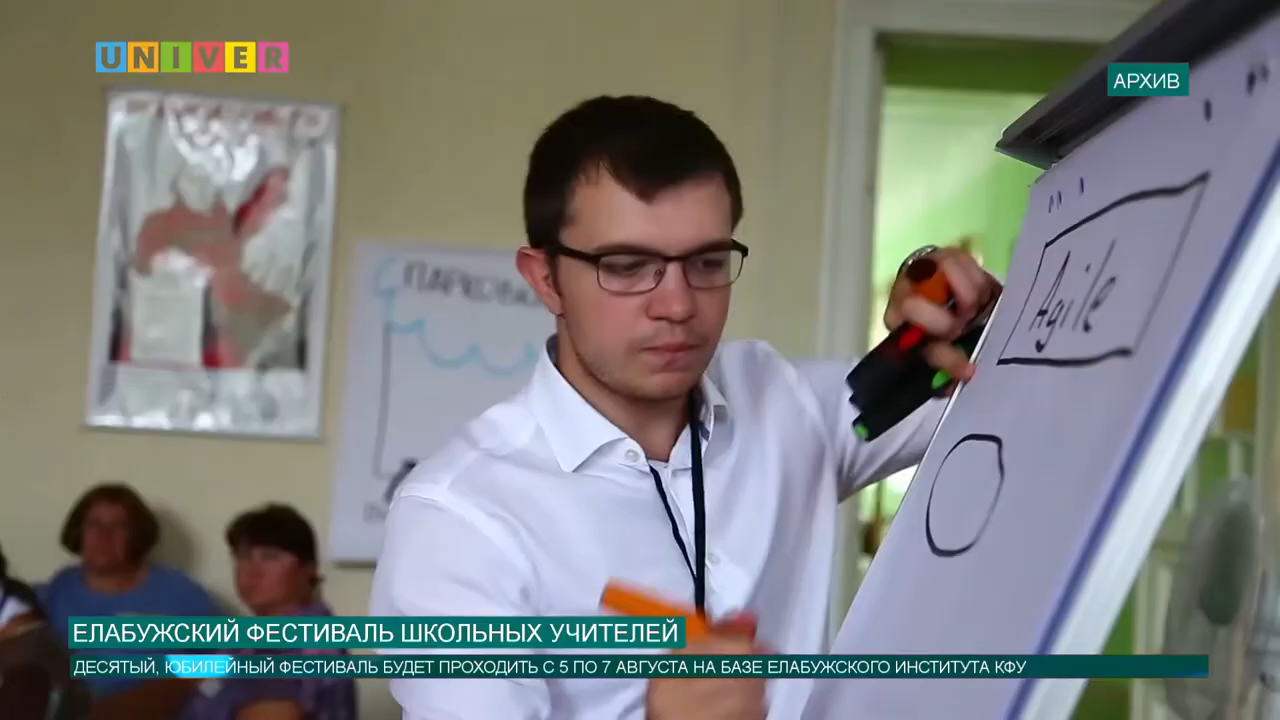 UNIVER
АРХИВ
Agile
ЕЛАБУЖСКИЙ ФЕСТИВАЛЬ ШКОЛЬНЫХ УЧИТЕЛЕЙ
ДЕСЯТЫЙ, ЮБИЛЕЙНЫЙ ФЕСТИВАЛЬ БУДЕТ ПРОХОДИТЬ С 5 ПО 7 АВГУСТА НА БАЗЕ ЕЛАБУЖСКОГО ИНСТИТУТА КФУ